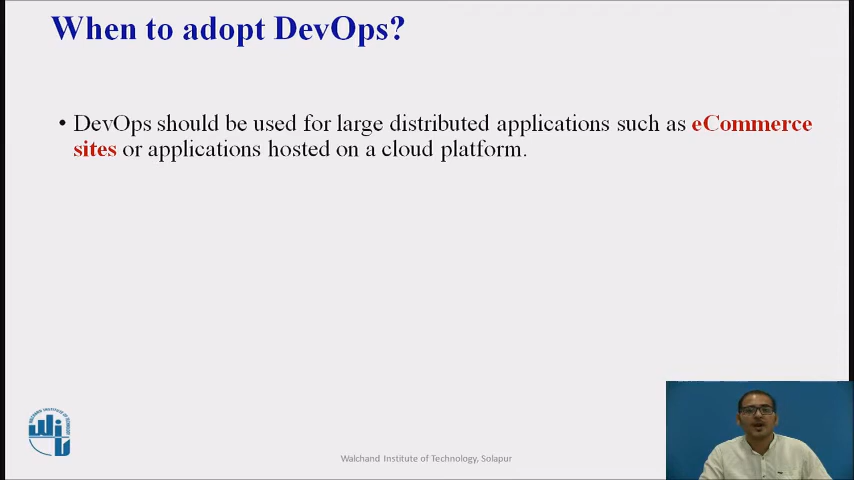 When to adopt DevOps?
• DevOps should be used for large distributed applications such as eCommerce
sites or applications hosted on a cloud platform.
Walchand Institute of Technology, Solapur